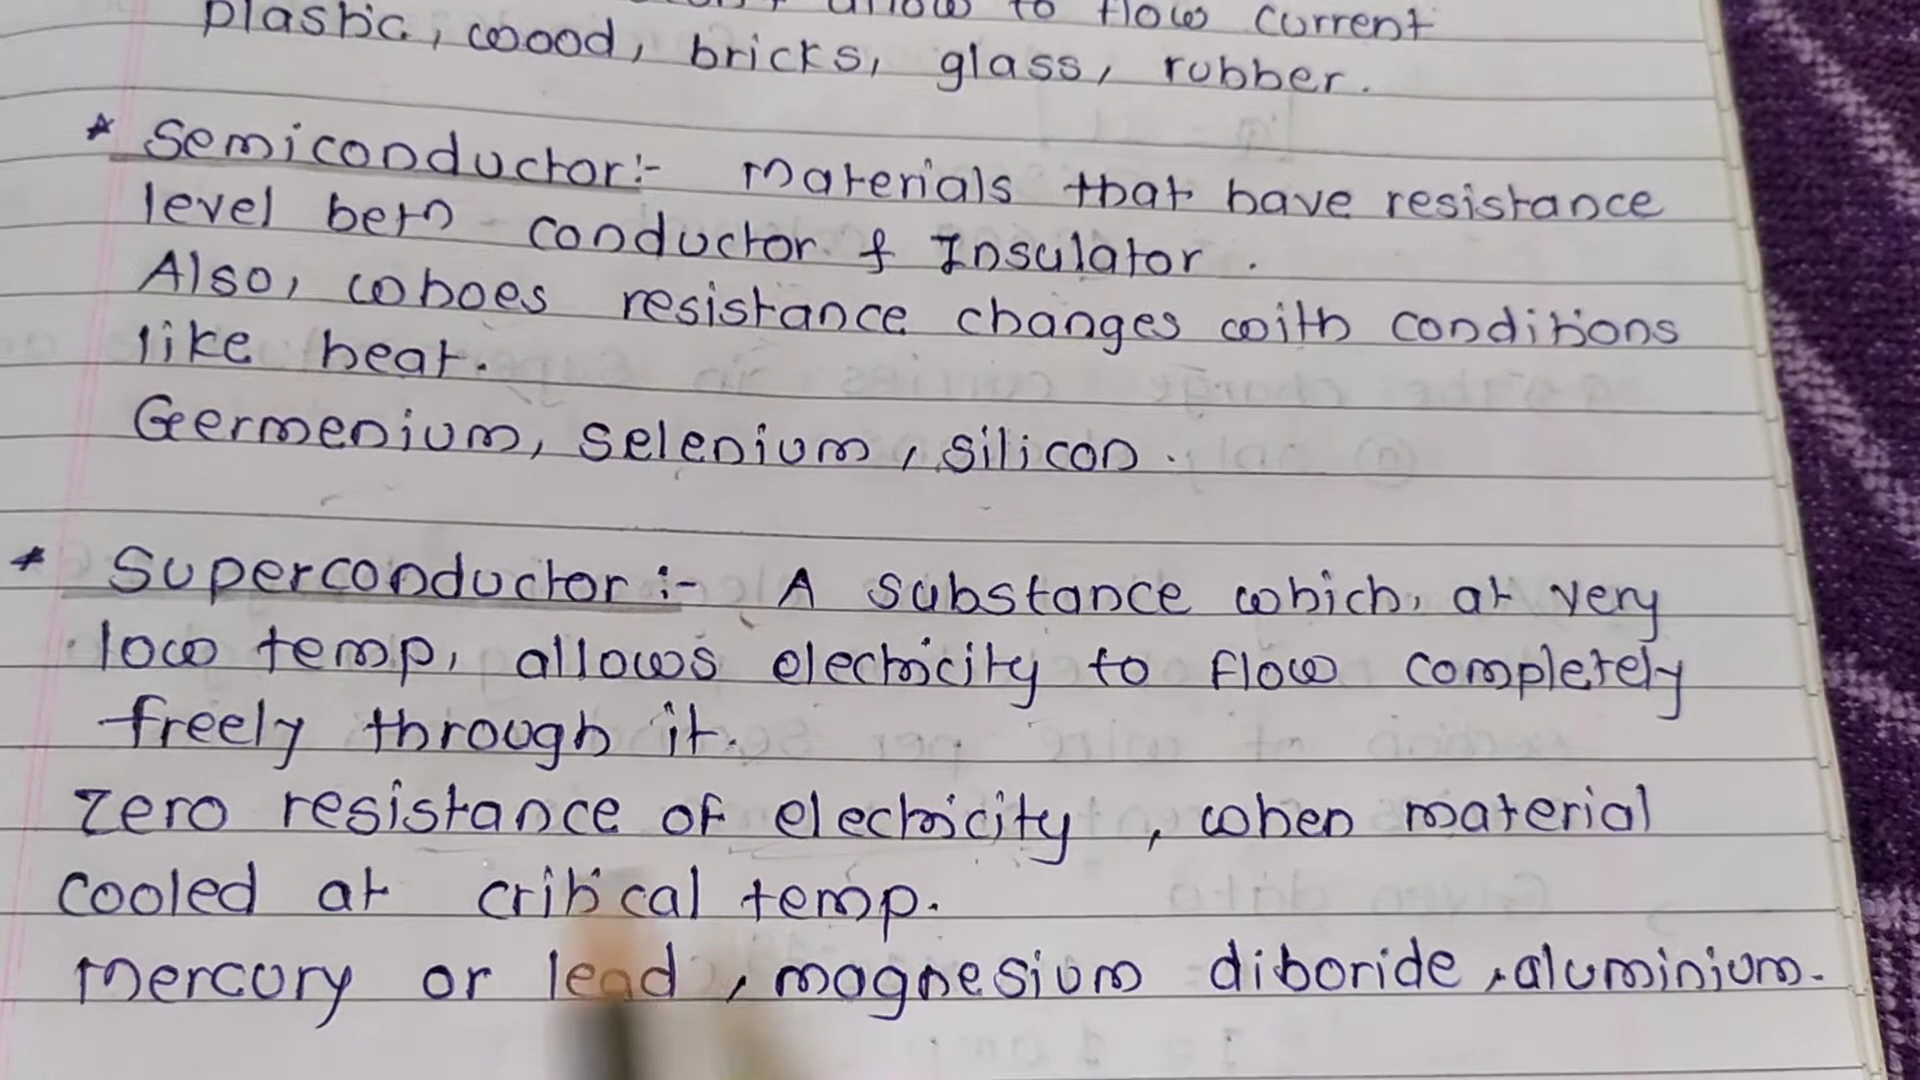 allow to flow current
plastic, wood, bricks, glass, rubber.
* Semiconductor:- Materials that have resistance
level betn conductor & Insulator.
Also, whoes resistance changes with conditions
like heat.
Germenium, Selenium, silicon.
* Superconductor:- A substance which, at very
low temp, allows electricity to flow completely
freely through it.
Zero resistance of electricity, when material
cooled at critical temp.
Mercury or lead, magnesium diboride, aluminium.